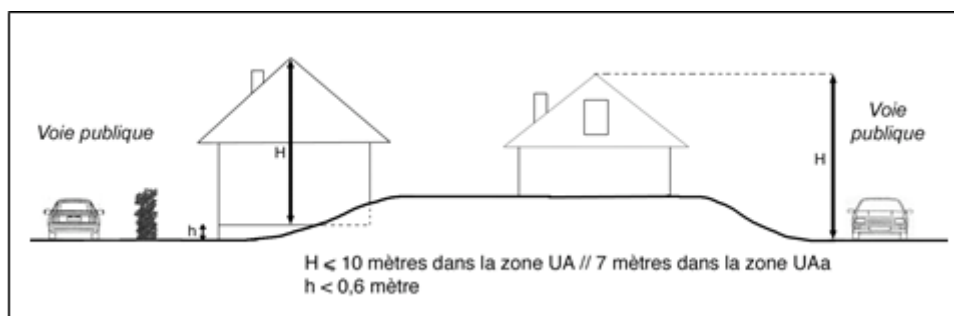 Voie publique
H
h
H
Voie
publique
H ⩽ 10 mètres dans la zone UA // 7 mètres dans la zone UAa
h < 0,6 mètre